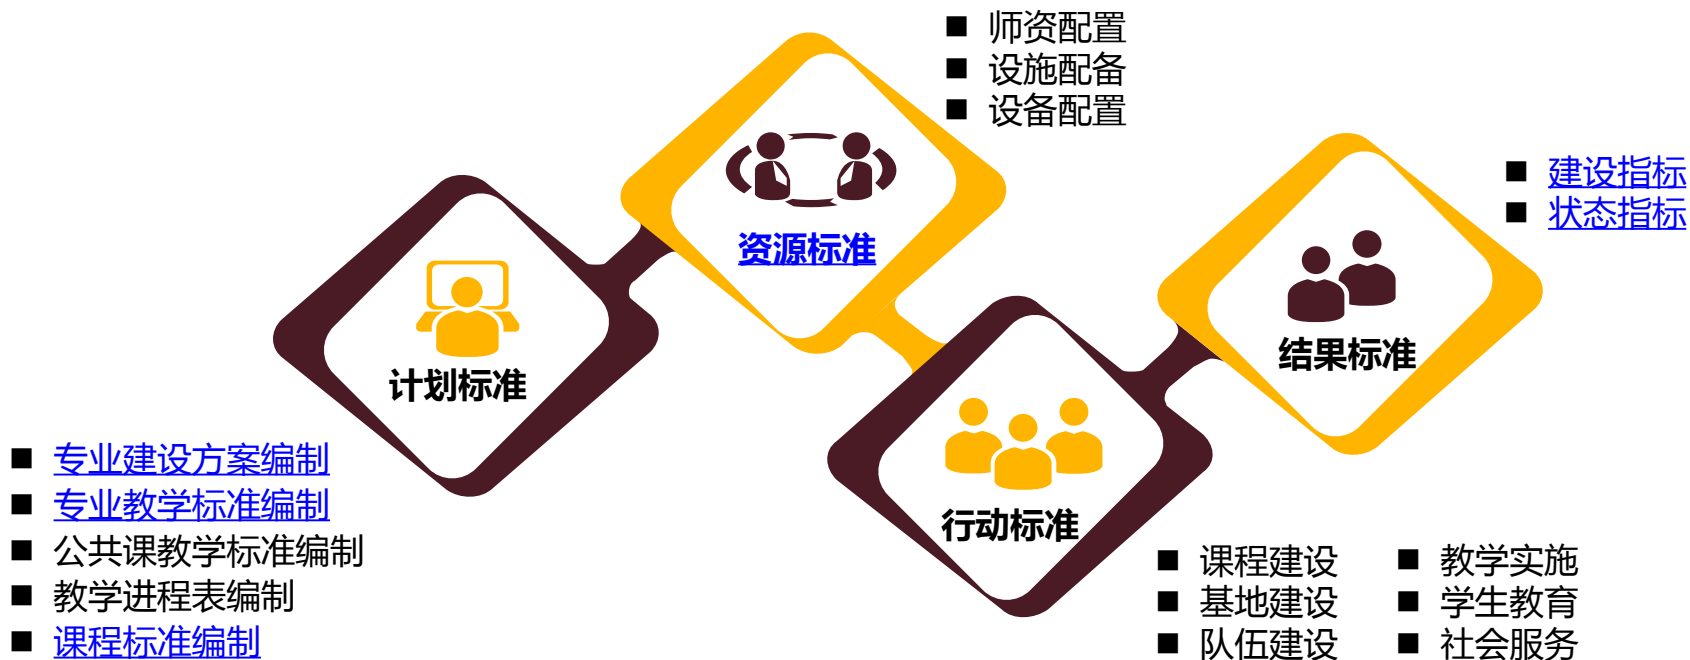 ■ 师资配置
■ 设施配备
■ 设备配置
资源标准
■ 建设指标
■ 状态指标
结果标准
计划标准
■ 专业建设方案编制
■ 专业教学标准编制
■ 公共课教学标准编制
■ 教学进程表编制
■ 课程标准编制
行动标准
■ 课程建设 ■ 教学实施
■ 基地建设 ■ 学生教育
■ 队伍建设 ■ 社会服务